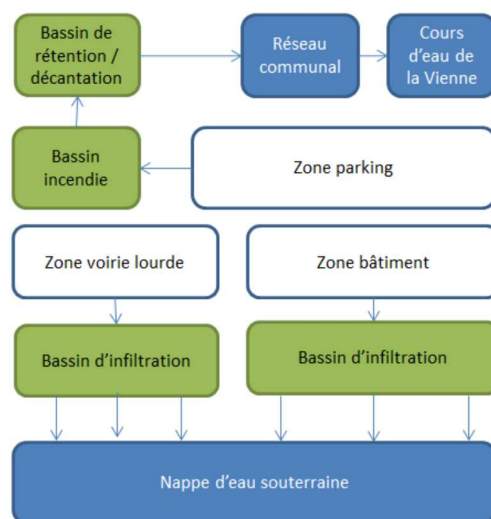 Bassin de
rétention /
décantation
Réseau
communal
Cours
d'eau de
la Vienne
Bassin
incendie
Zone parking
Zone voirie lourde
Zone bâtiment
Bassin d'infiltration
Bassin d'infiltration
Nappe d'eau souterraine